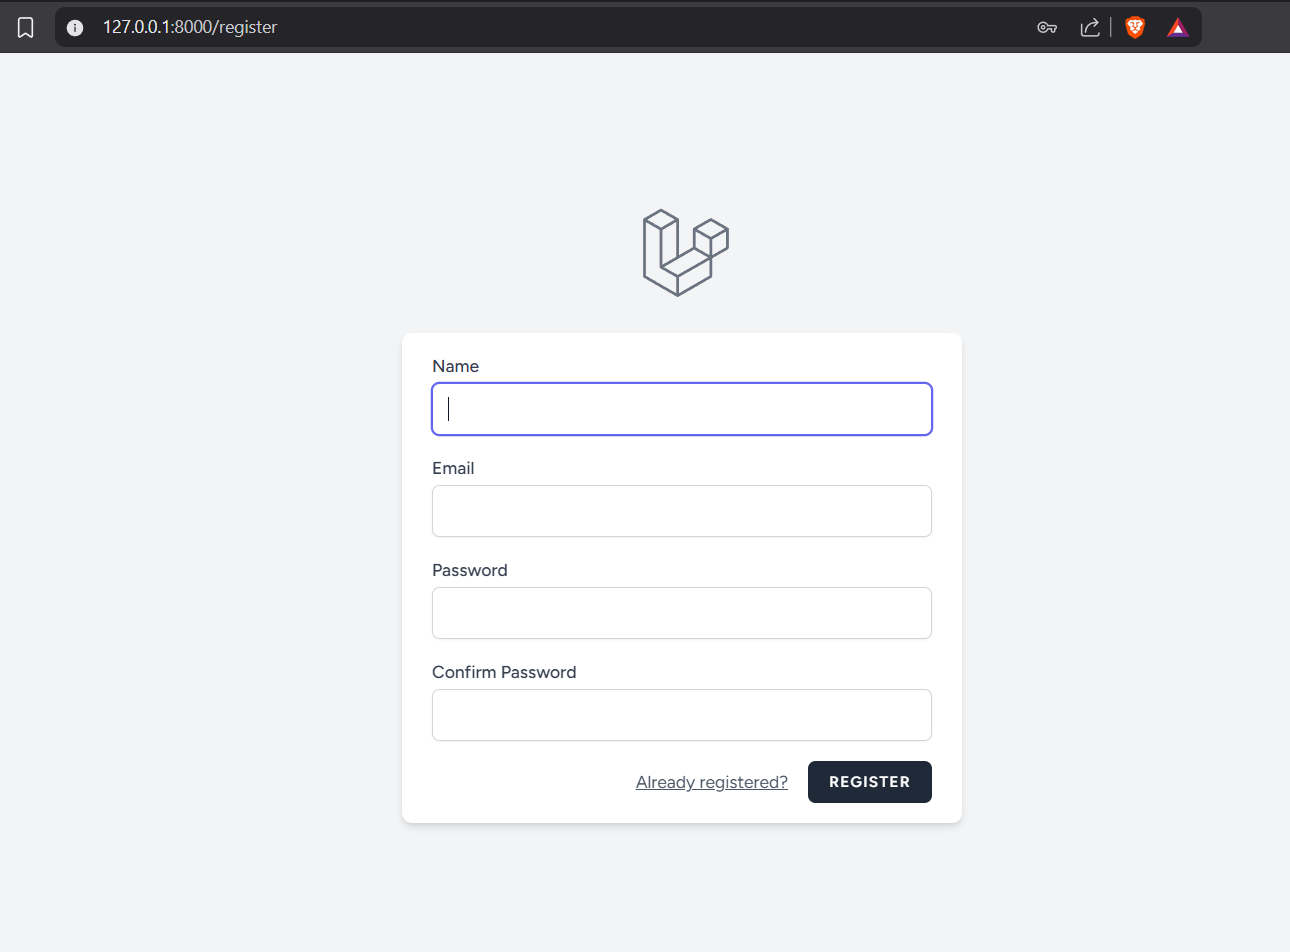 127.0.0.1:8000/register
Name
Email
Password
Confirm Password
Already registered? REGISTER